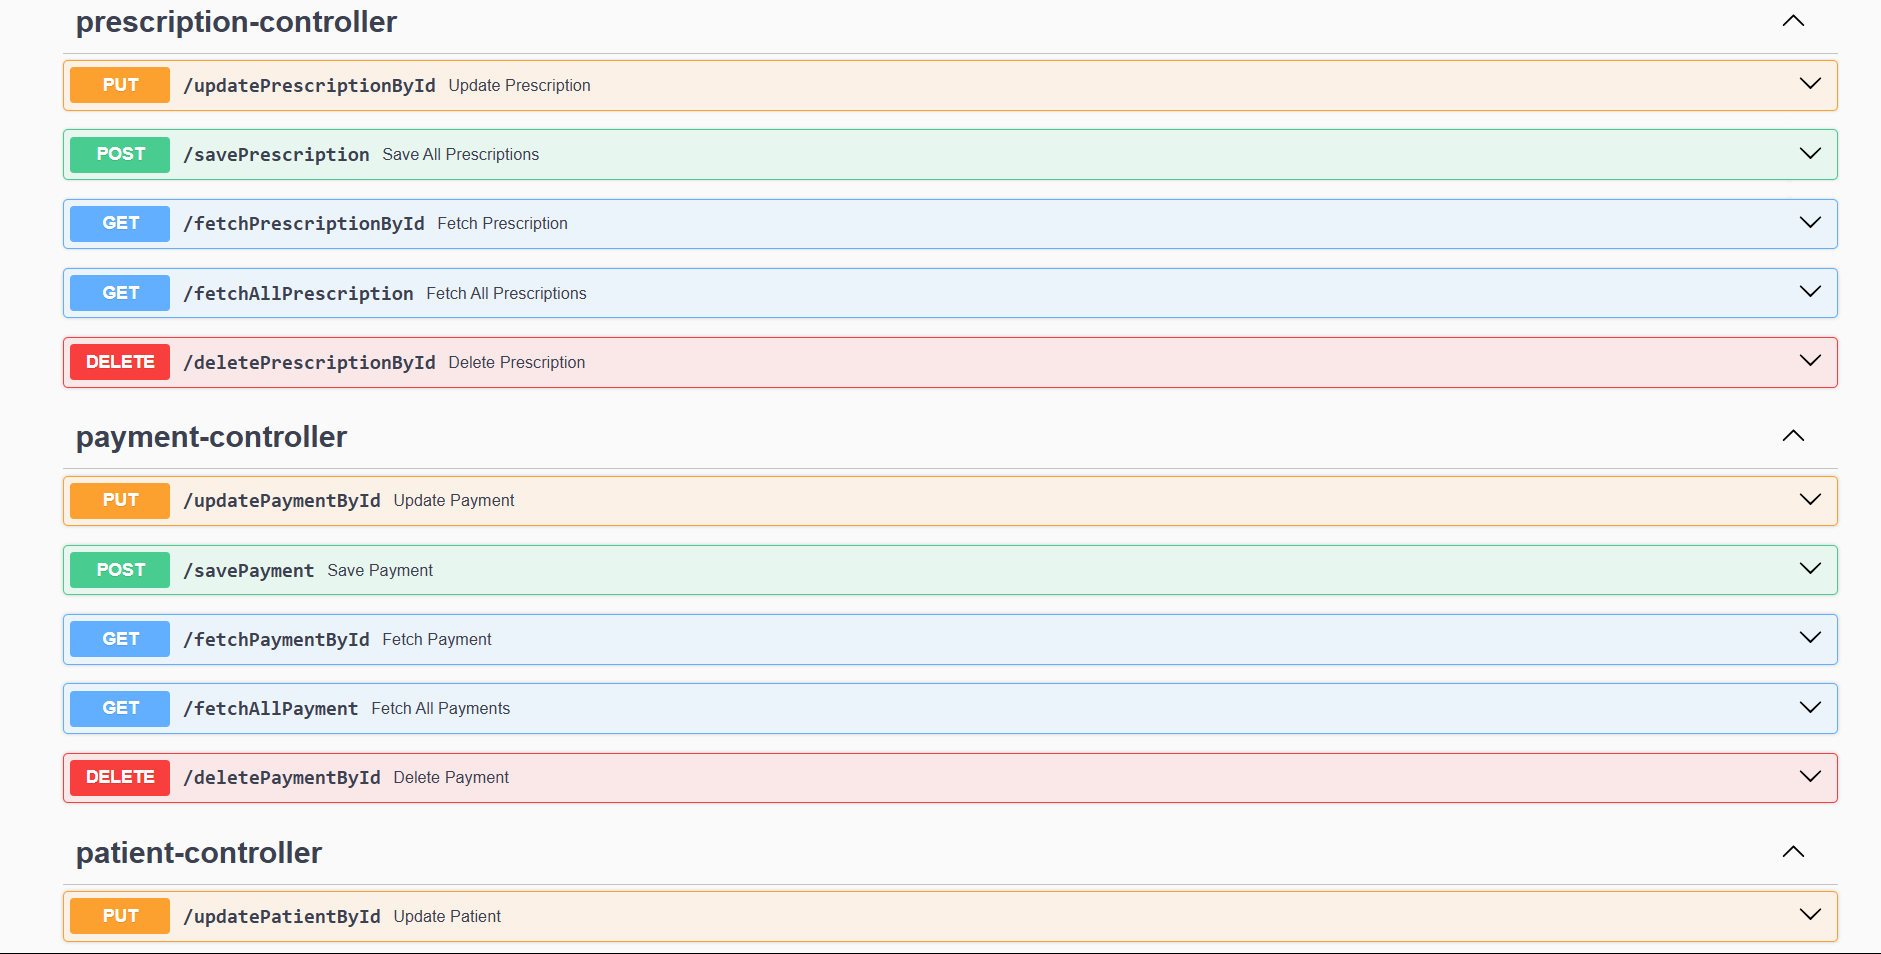 prescription-controller
PUT /updatePrescriptionById Update Prescription
POST /savePrescription Save All Prescriptions
GET /fetchPrescriptionById Fetch Prescription
GET /fetchAllPrescription Fetch All Prescriptions
DELETE /deletePrescriptionById Delete Prescription
payment-controller
PUT /updatePaymentById Update Payment
POST /savePayment Save Payment
GET /fetchPaymentById Fetch Payment
GET /fetchAllPayment Fetch All Payments
DELETE /deletePaymentById Delete Payment
patient-controller
PUT /updatePatientById Update Patient